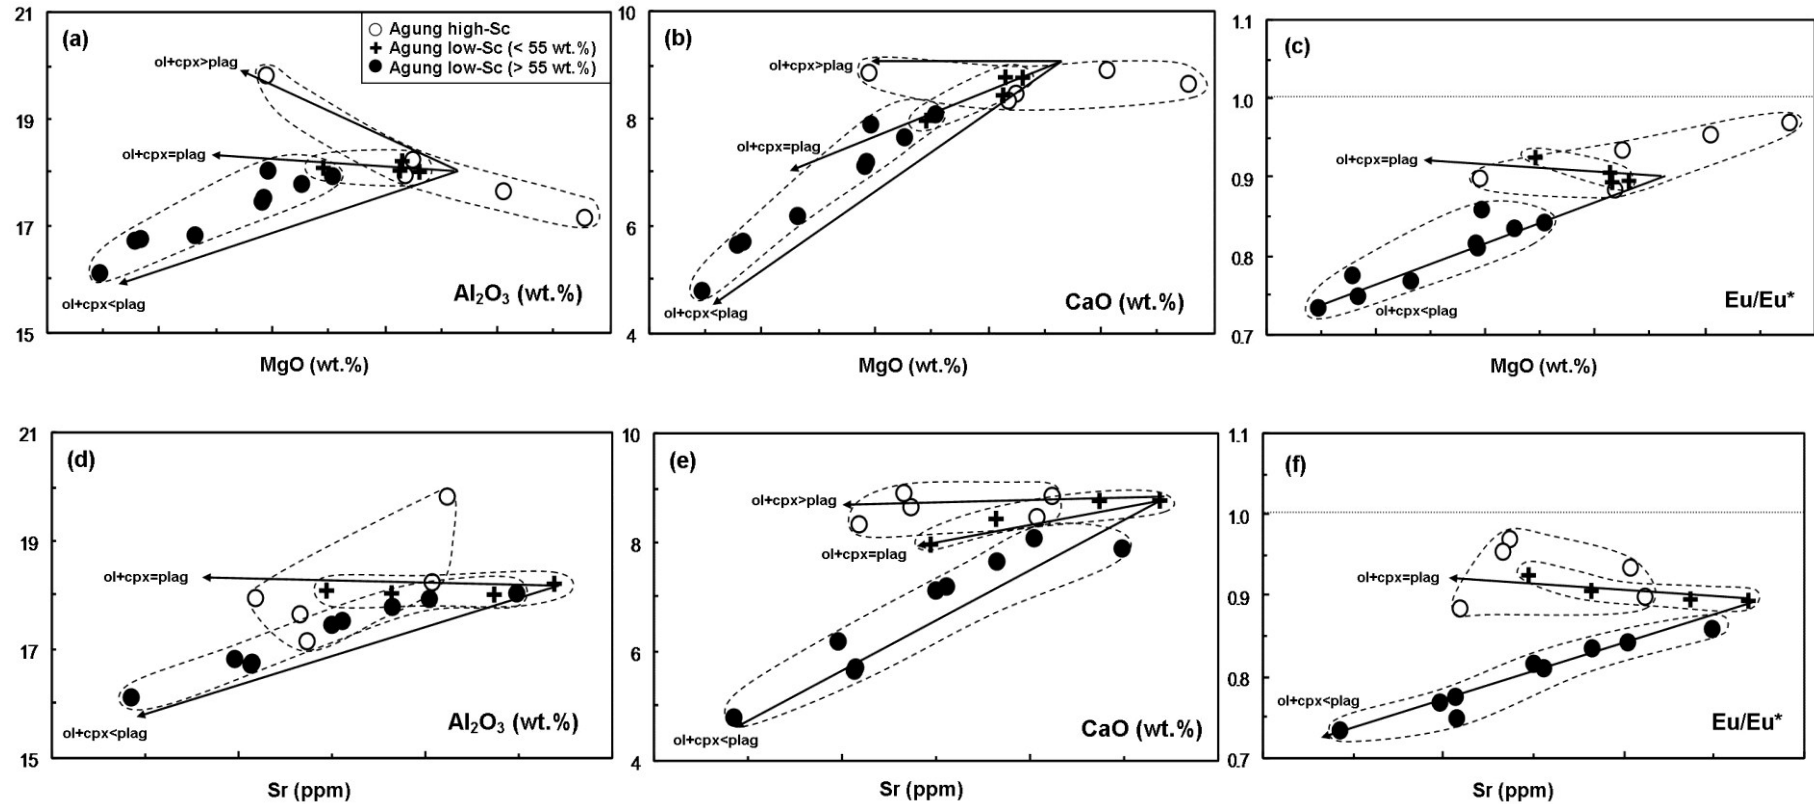 21
19
17
15
(a)
Agung high-Sc
Agung low-Sc (< 55 wt.%)
Agung low-Sc (> 55 wt.%)
ol+cpx>plag
ol+cpx=plag
ol+cpx<plag
Al₂O₃ (wt.%)
MgO (wt.%)
10
8
6
4
(b)
ol+cpx>plag
ol+cpx=plag
ol+cpx<plag
CaO (wt.%)
MgO (wt.%)
1.1
1.0
0.9
0.8
0.7
(c)
ol+cpx=plag
ol+cpx<plag
Eu/Eu*
MgO (wt.%)
21
19
17
15
(d)
ol+cpx=plag
ol+cpx<plag
Al₂O₃ (wt.%)
Sr (ppm)
10
8
6
4
(e)
ol+cpx>plag
ol+cpx=plag
ol+cpx<plag
CaO (wt.%)
1.1
1.0
0.9
0.8
0.7
(f)
ol+cpx=plag
ol+cpx<plag
Eu/Eu*
Sr (ppm)